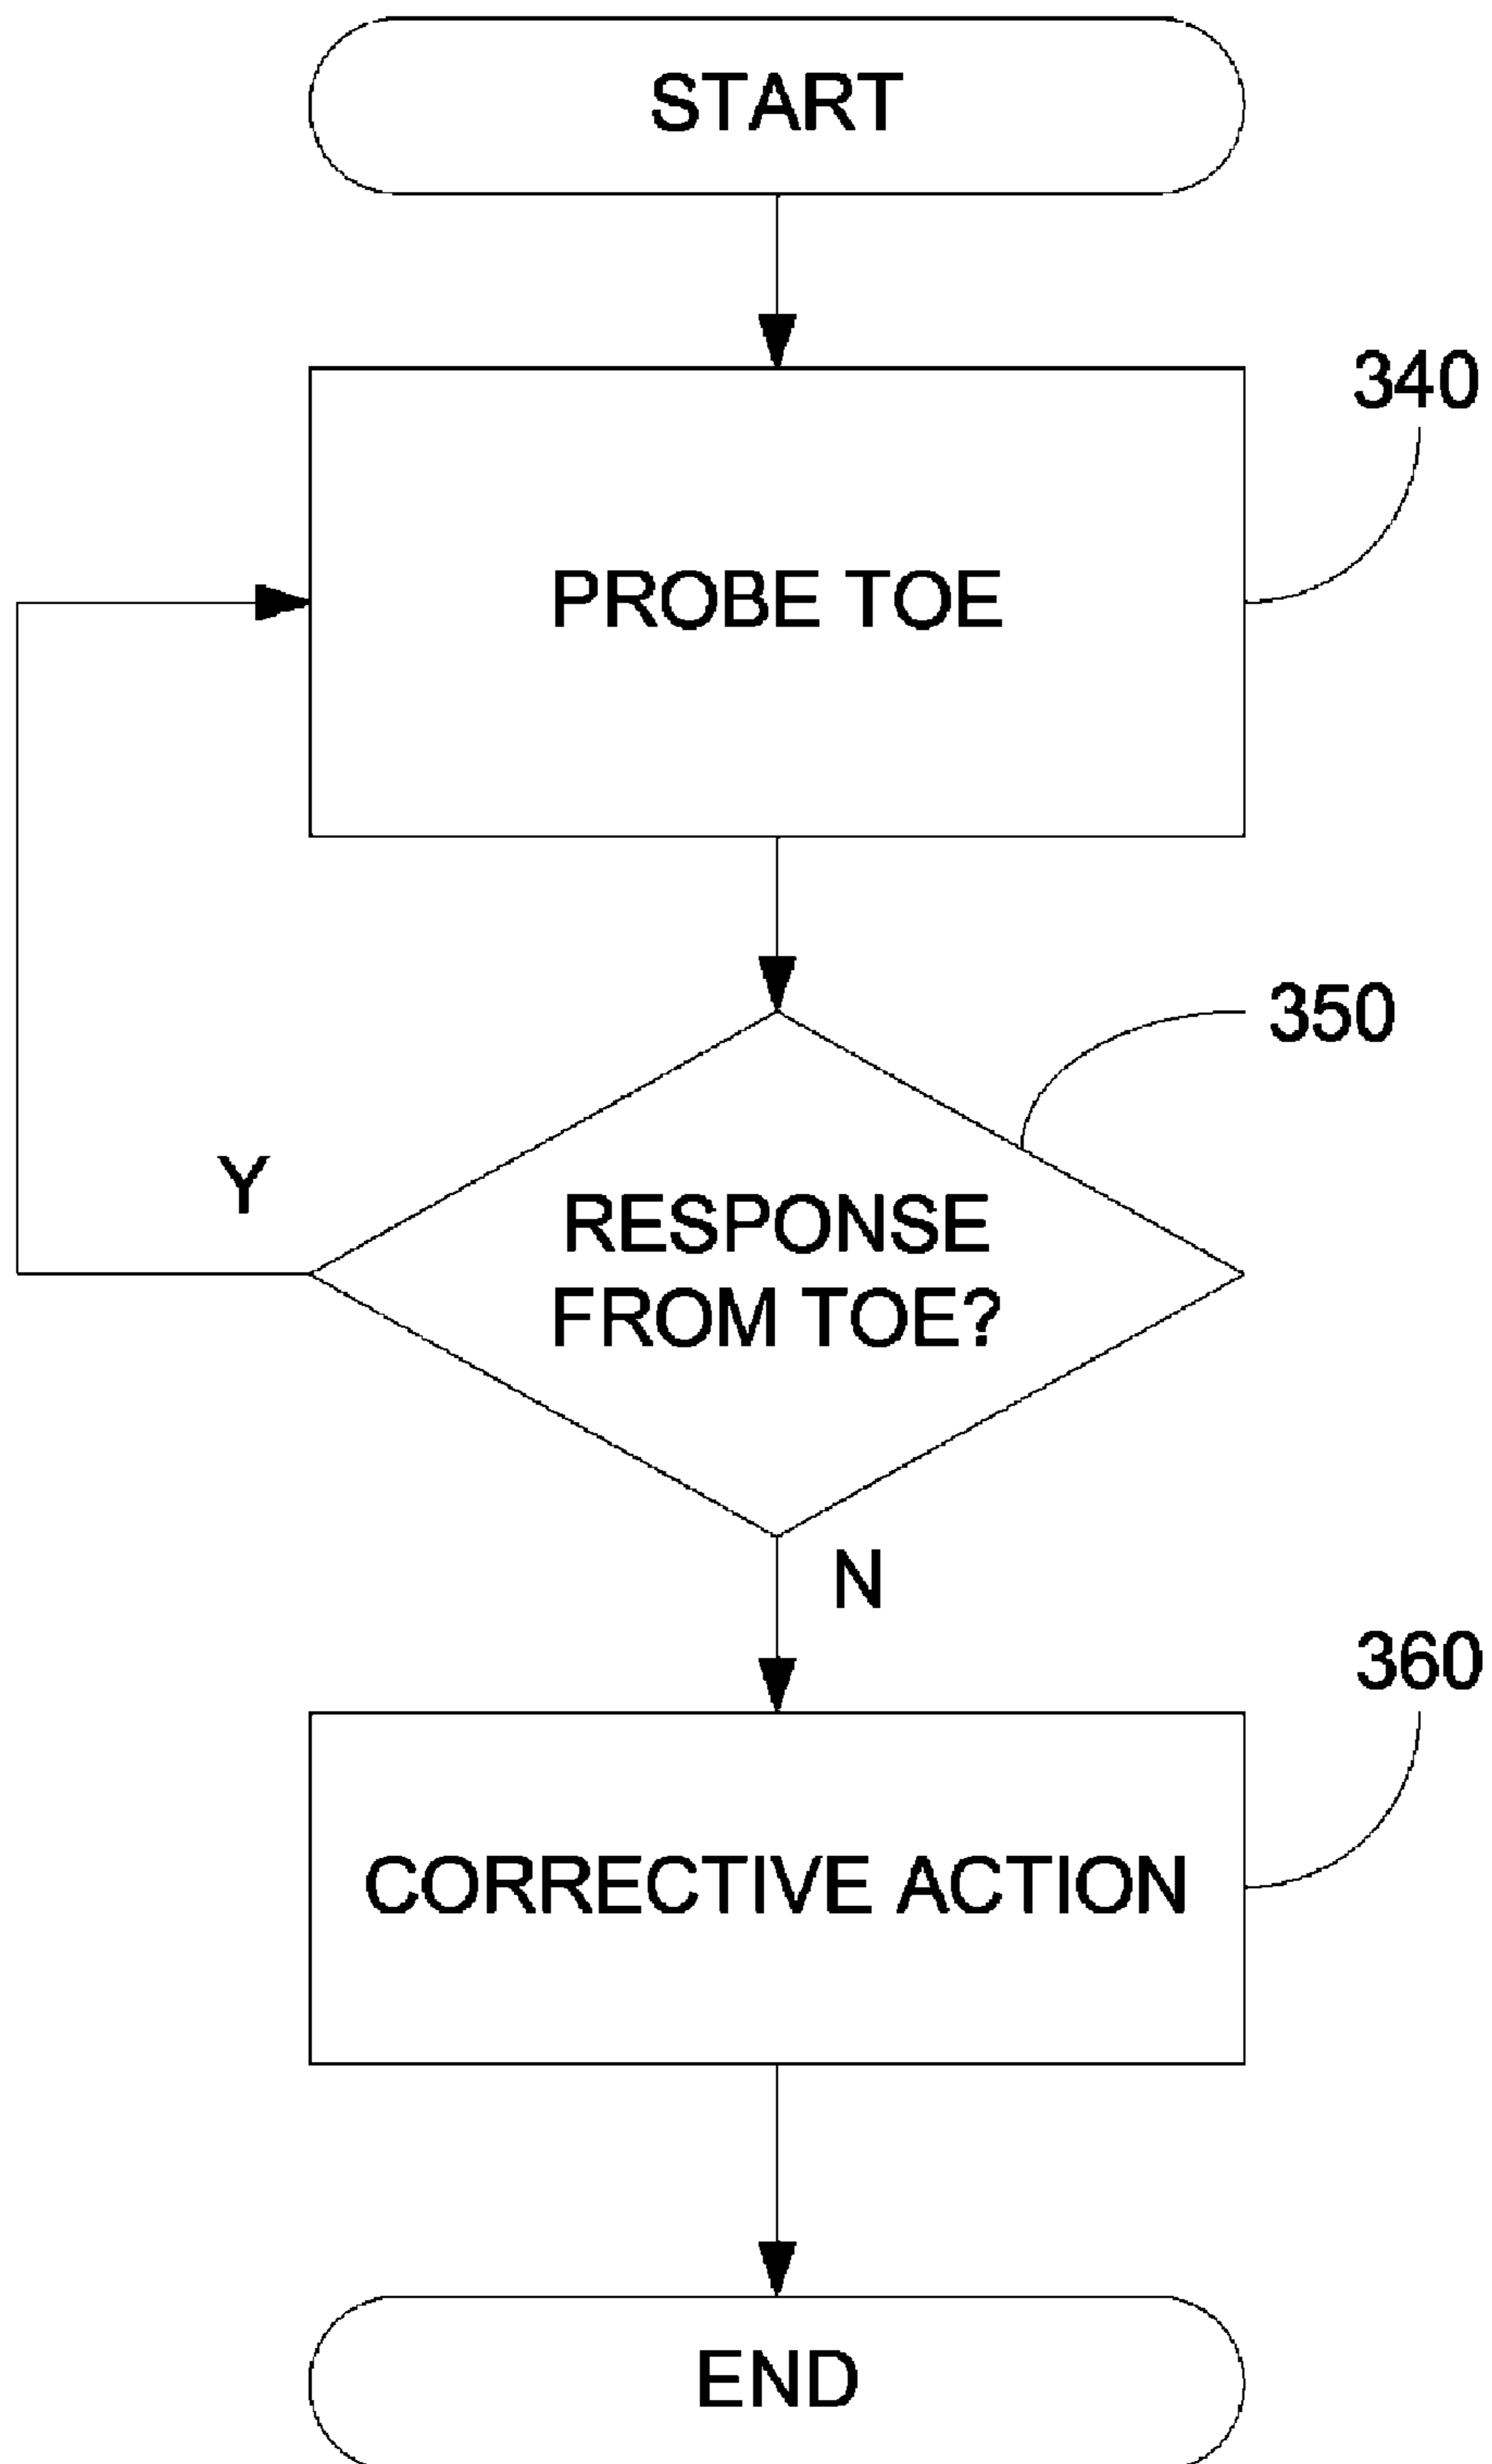 START
340
PROBE TOE
350
Y
RESPONSE
FROM TOE?
N
360
CORRECTIVE ACTION
END